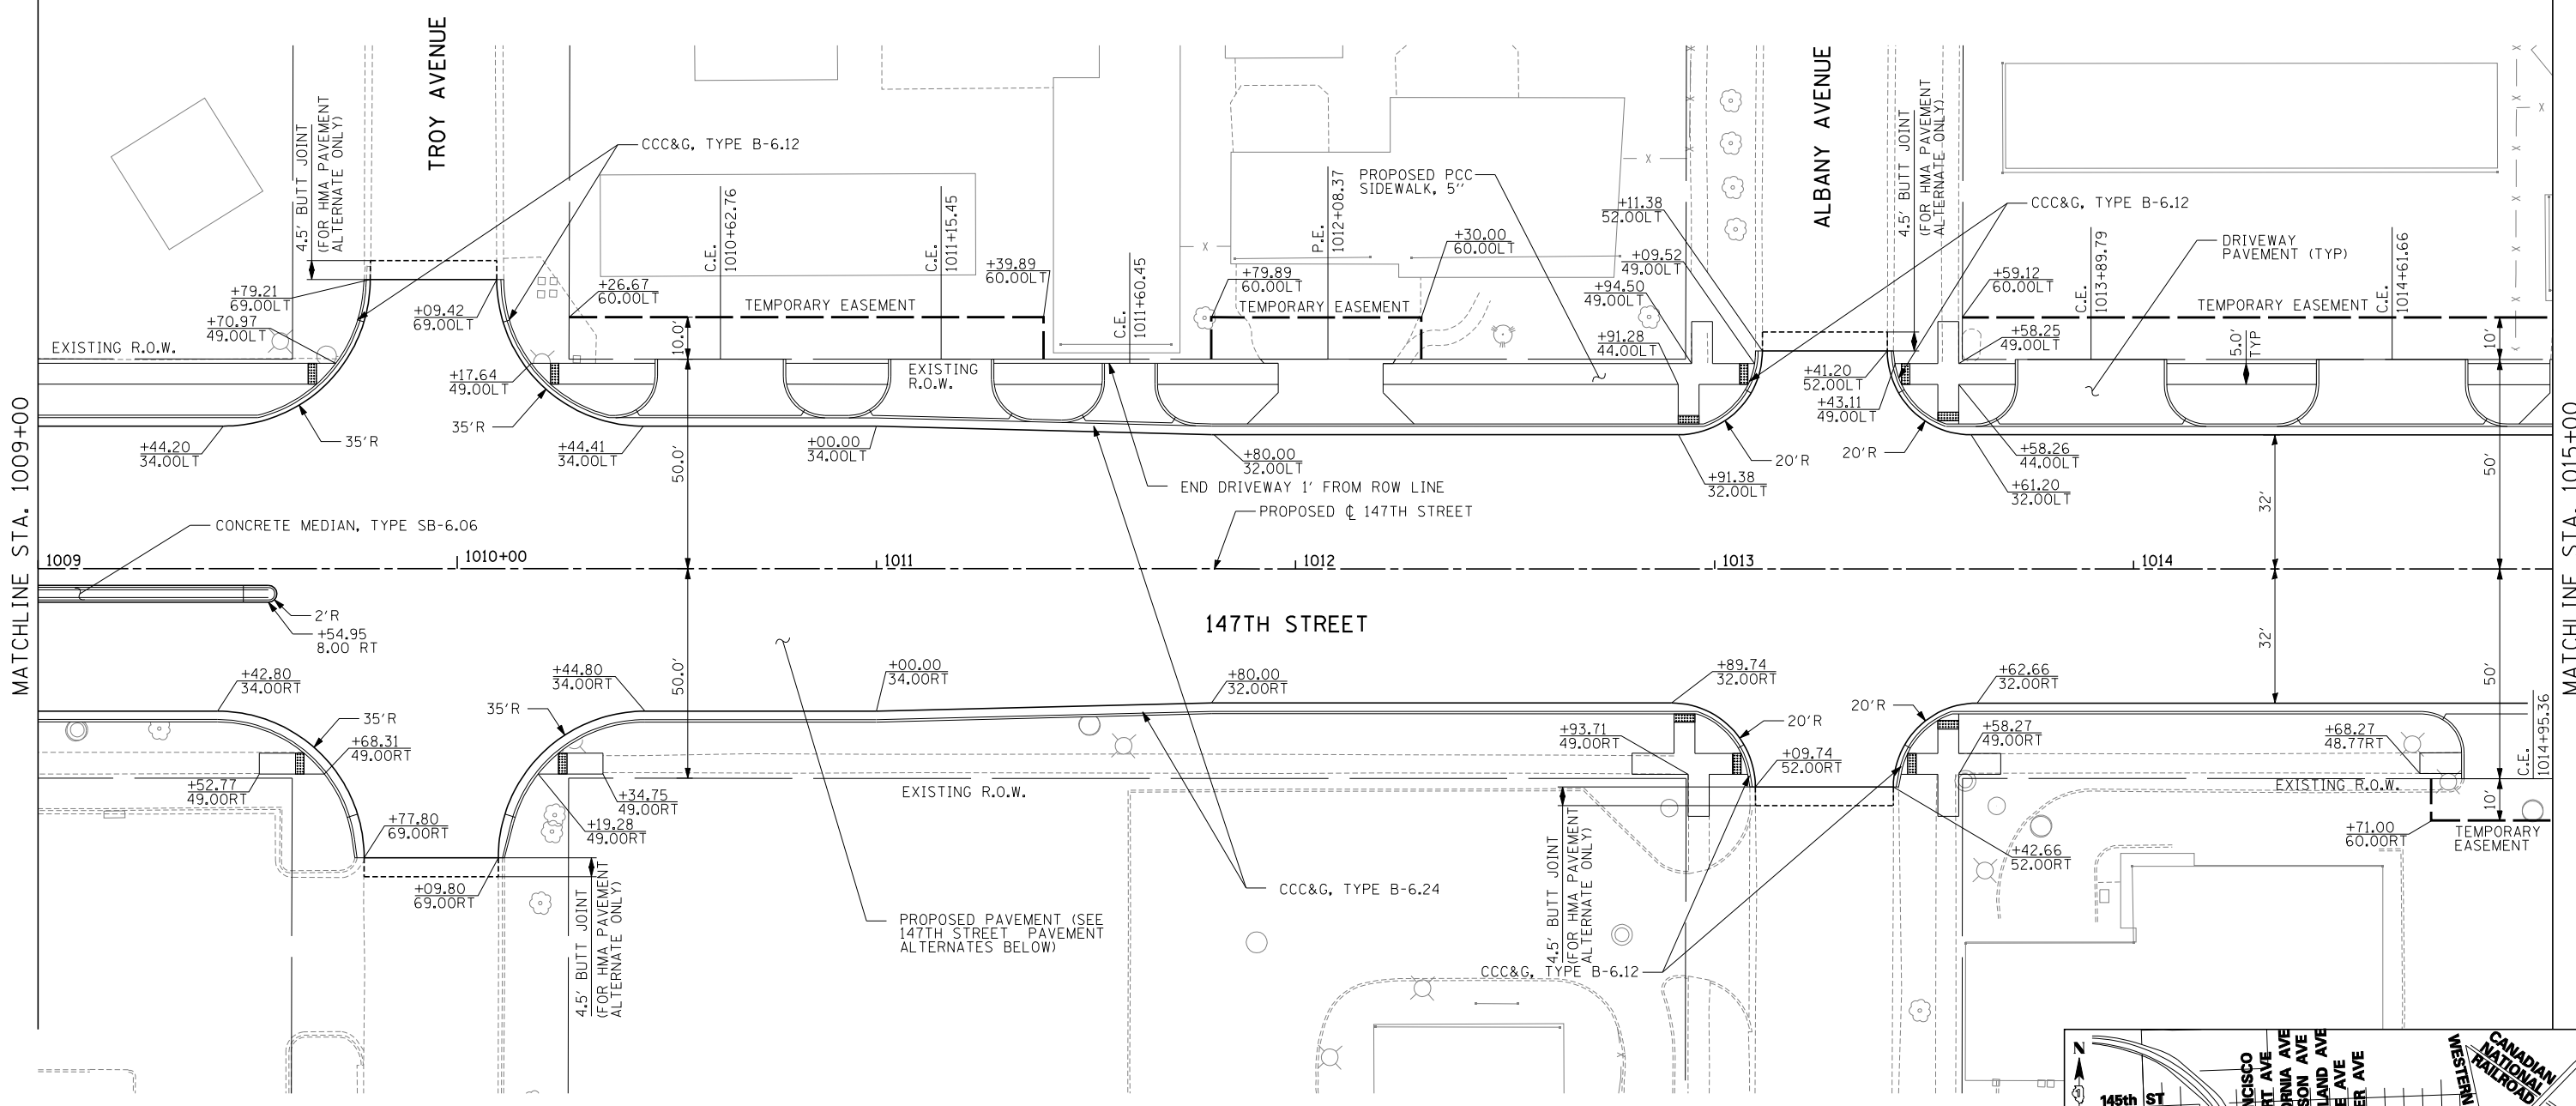 MATCHLINE STA. 1009+00
TROY AVENUE
4.5' BUTT JOINT
(FOR HMA PAVEMENT
ALTERNATE ONLY)
CCC&G, TYPE B-6.12
+79.21
69.00LT
+70.97
49.00LT
EXISTING R.O.W.
+09.42
69.00LT
+17.64
49.00LT
35'R
35'R
+44.20
34.00LT
+44.41
34.00LT
+26.67
60.00LT
C.E.
1010+62.76
TEMPORARY EASEMENT
10.0'
C.E.
1011+15.45
+39.89
60.00LT
EXISTING
R.O.W.
+00.00
34.00LT
50.0'
C.E.
1011+60.45
+79.89
60.00LT
TEMPORARY EASEMENT
P.E.
1012+08.37
+30.00
60.00LT
PROPOSED PCC
SIDEWALK, 5''
+80.00
32.00LT
END DRIVEWAY 1' FROM ROW LINE
PROPOSED ℄ 147TH STREET
+11.38
52.00LT
+09.52
49.00LT
+94.50
49.00LT
+91.28
44.00LT
ALBANY AVENUE
4.5' BUTT JOINT
(FOR HMA PAVEMENT
ALTERNATE ONLY)
CCC&G, TYPE B-6.12
+41.20
52.00LT
+43.11
49.00LT
20'R
20'R
+91.38
32.00LT
+59.12
60.00LT
+58.25
49.00LT
+58.26
44.00LT
+61.20
32.00LT
C.E.
1013+89.79
DRIVEWAY
PAVEMENT (TYP)
TEMPORARY EASEMENT
C.E.
1014+61.66
5.0'
TYP
10'
50'
32'
MATCHLINE STA. 1015+00
CONCRETE MEDIAN, TYPE SB-6.06
1009
1010+00
1011
1012
1013
1014
2'R
+54.95
8.00 RT
147TH STREET
+42.80
34.00RT
35'R
+68.31
49.00RT
+52.77
49.00RT
+77.80
69.00RT
+09.80
69.00RT
+44.80
34.00RT
35'R
50.0'
+34.75
49.00RT
+19.28
49.00RT
4.5' BUTT JOINT
(FOR HMA PAVEMENT
ALTERNATE ONLY)
+00.00
34.00RT
EXISTING R.O.W.
PROPOSED PAVEMENT (SEE
147TH STREET PAVEMENT
ALTERNATES BELOW)
+80.00
32.00RT
CCC&G, TYPE B-6.24
+89.74
32.00RT
20'R
+93.71
49.00RT
+09.74
52.00RT
4.5' BUTT JOINT
(FOR HMA PAVEMENT
ALTERNATE ONLY)
CCC&G, TYPE B-6.12
20'R
+62.66
32.00RT
+58.27
49.00RT
+42.66
52.00RT
32'
50'
+68.27
48.77RT
EXISTING R.O.W.
C.E.
1014+95.36
10'
+71.00
60.00RT
TEMPORARY
EASEMENT
N
145th ST
WESTERN
CANADIAN
NATIONAL
RAILROAD